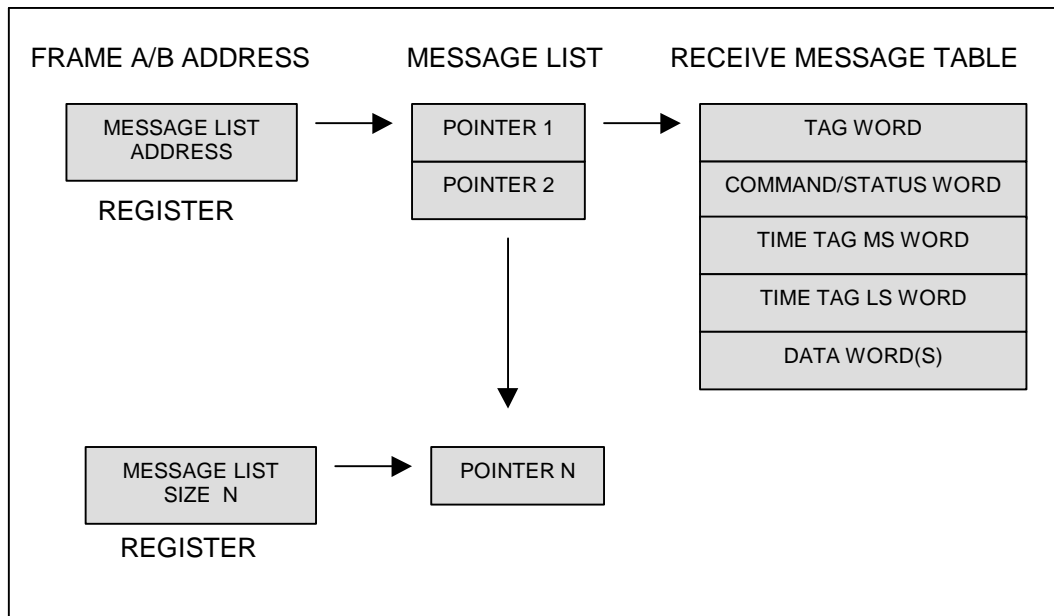 FRAME A/B ADDRESS
MESSAGE LIST
ADDRESS
REGISTER
MESSAGE LIST
POINTER 1
POINTER 2
RECEIVE MESSAGE TABLE
TAG WORD
COMMAND/STATUS WORD
TIME TAG MS WORD
TIME TAG LS WORD
DATA WORD(S)
MESSAGE LIST
SIZE N
REGISTER
POINTER N